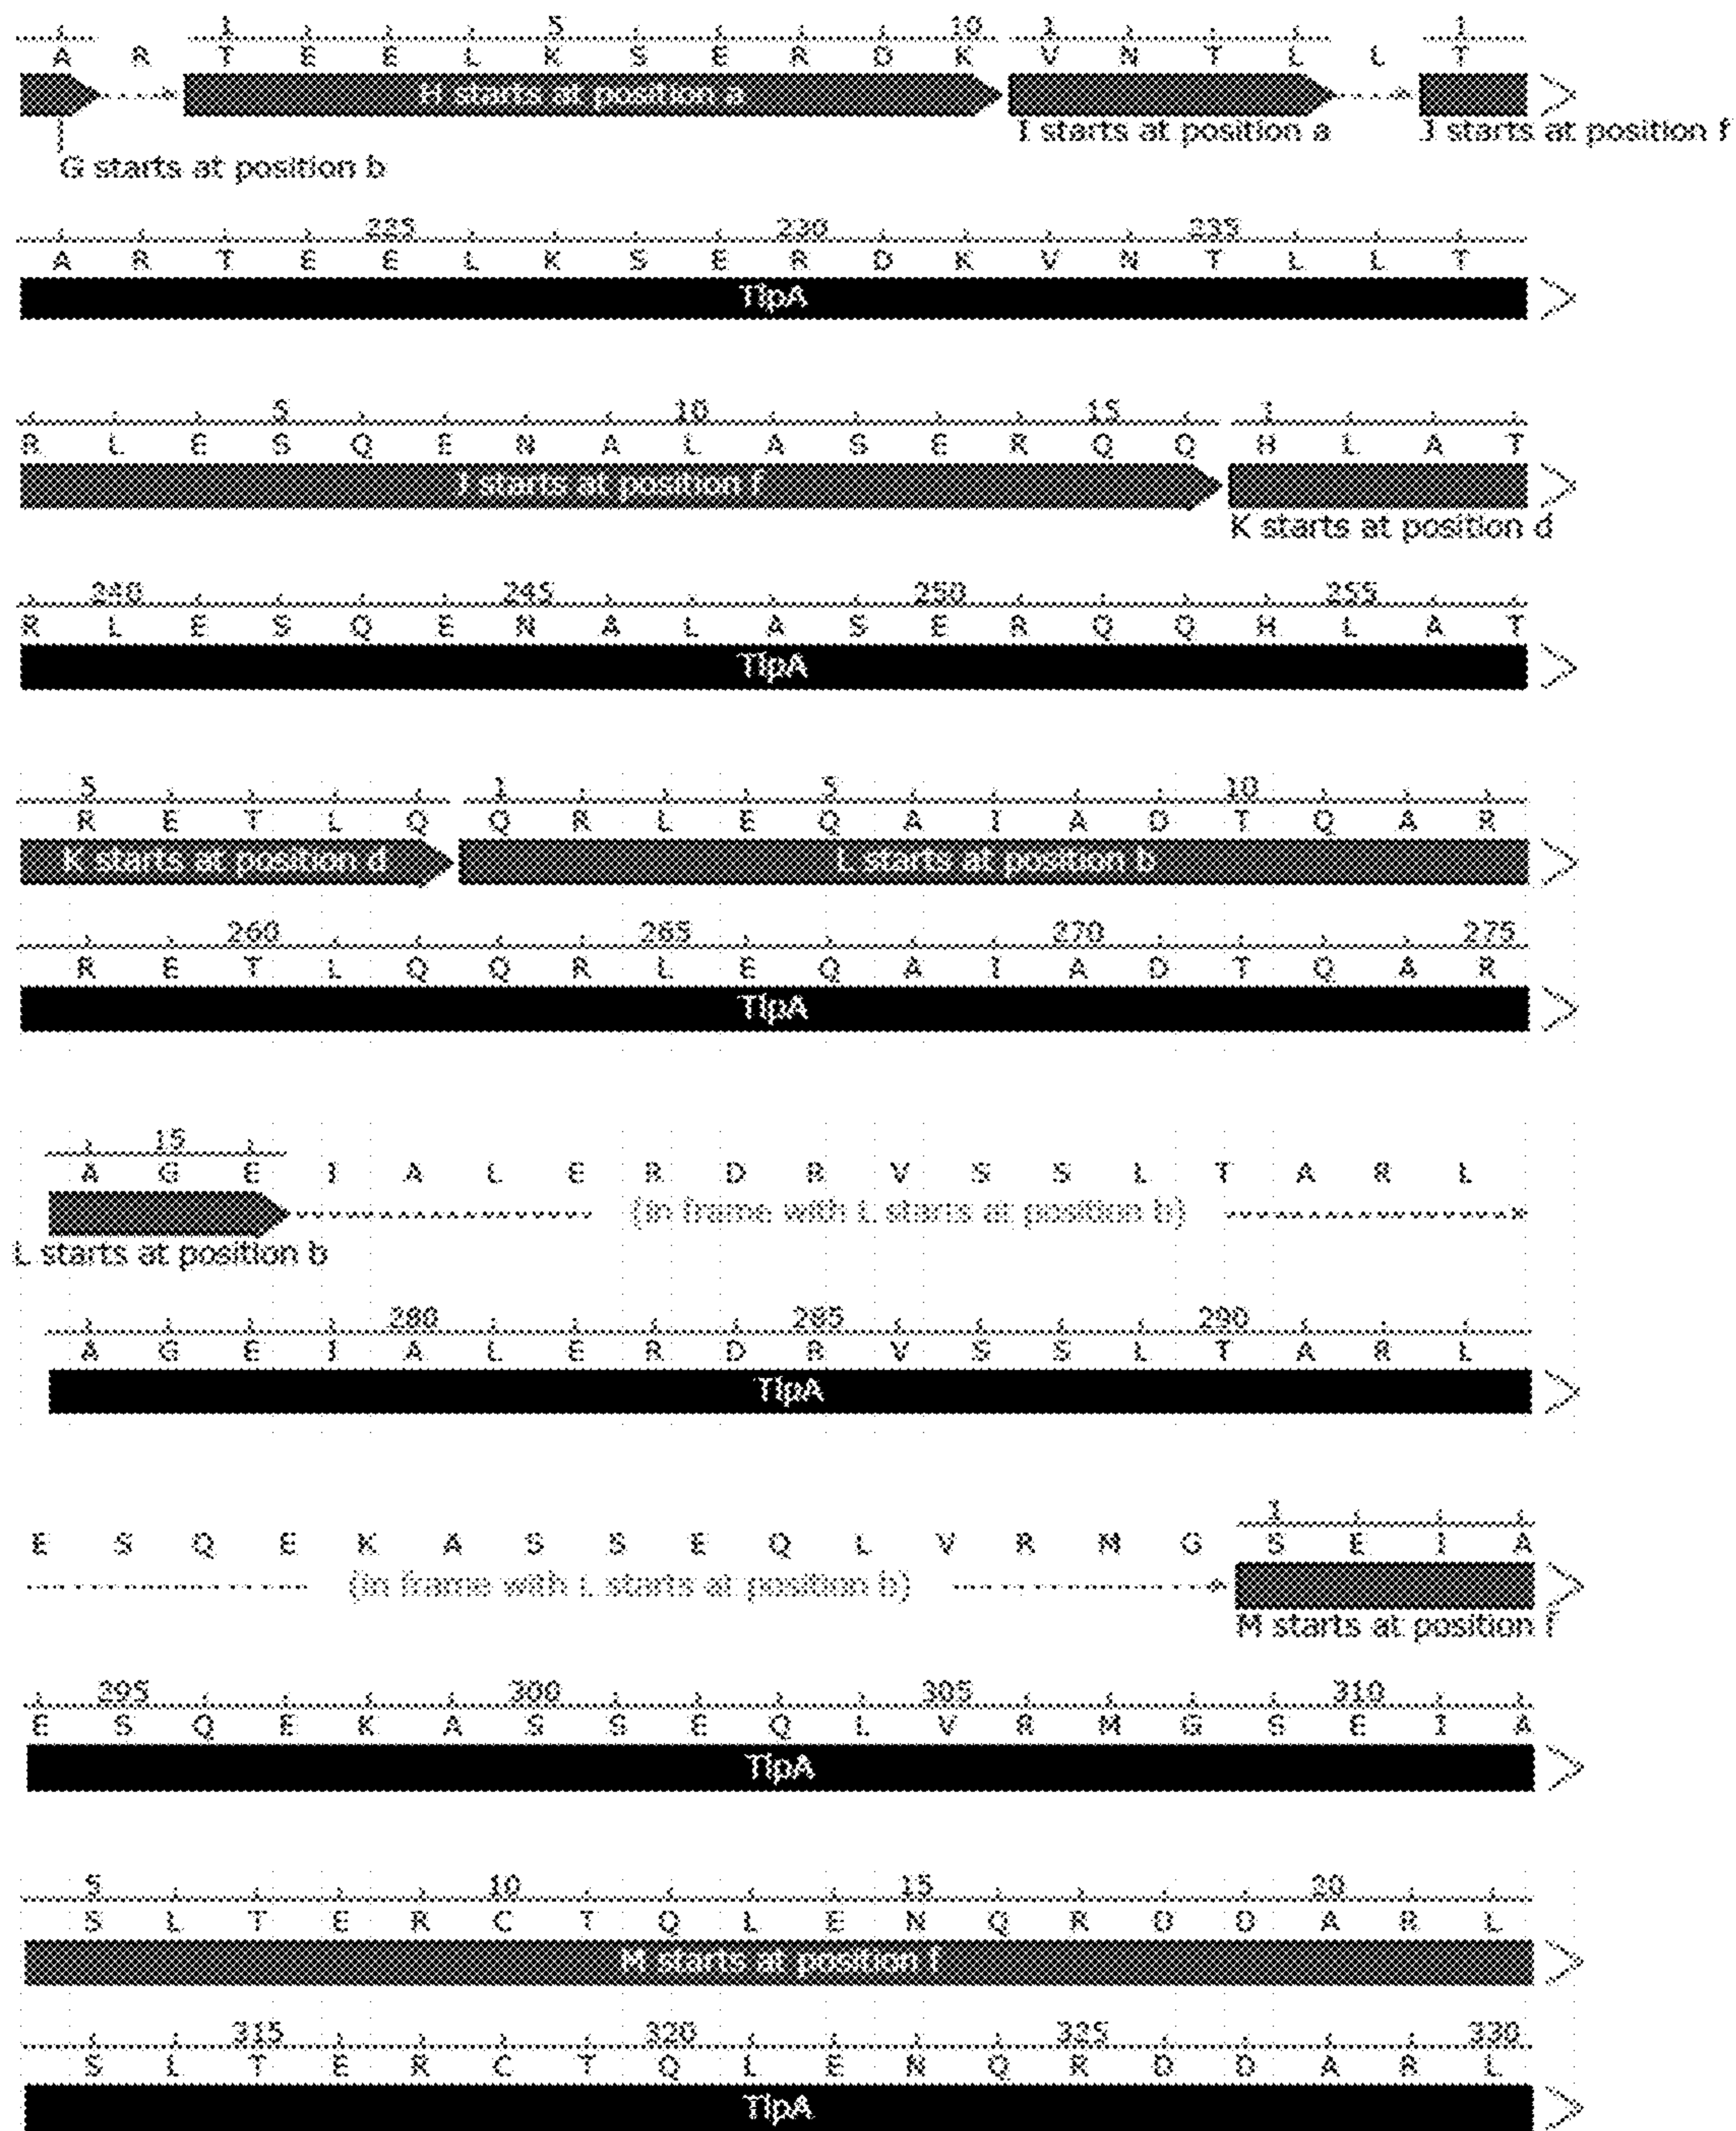 1 5 10 1 1
A R T E E L K S E R D K V N T L L T
H starts at position a
I starts at position a J starts at position f
G starts at position b
225 230 235
A R T E E L K S E R D K V N T L L T
TlpA
5 10 15 1
R L E S Q E N A L A S E R Q Q H L A T
J starts at position f
K starts at position d
240 245 250 255
R L E S Q E N A L A S E R Q Q H L A T
TlpA
5 1 5 10
R E T L Q Q R L E Q A I A D T Q A R
K starts at position d L starts at position b
260 265 270 275
R E T L Q Q R L E Q A I A D T Q A R
TlpA
15
A G E I A L E R D R V S S L T A R L
(in frame with L starts at position b)
L starts at position b
280 285 290
A G E I A L E R D R V S S L T A R L
TlpA
1
E S Q E K A S S E Q L V R M G S E I A
(in frame with L starts at position b)
M starts at position f
295 300 305 310
E S Q E K A S S E Q L V R M G S E I A
TlpA
5 10 15 20
S L T E R C T Q L E N Q R D D A R L
M starts at position f
315 320 325 330
S L T E R C T Q L E N Q R D D A R L
TlpA